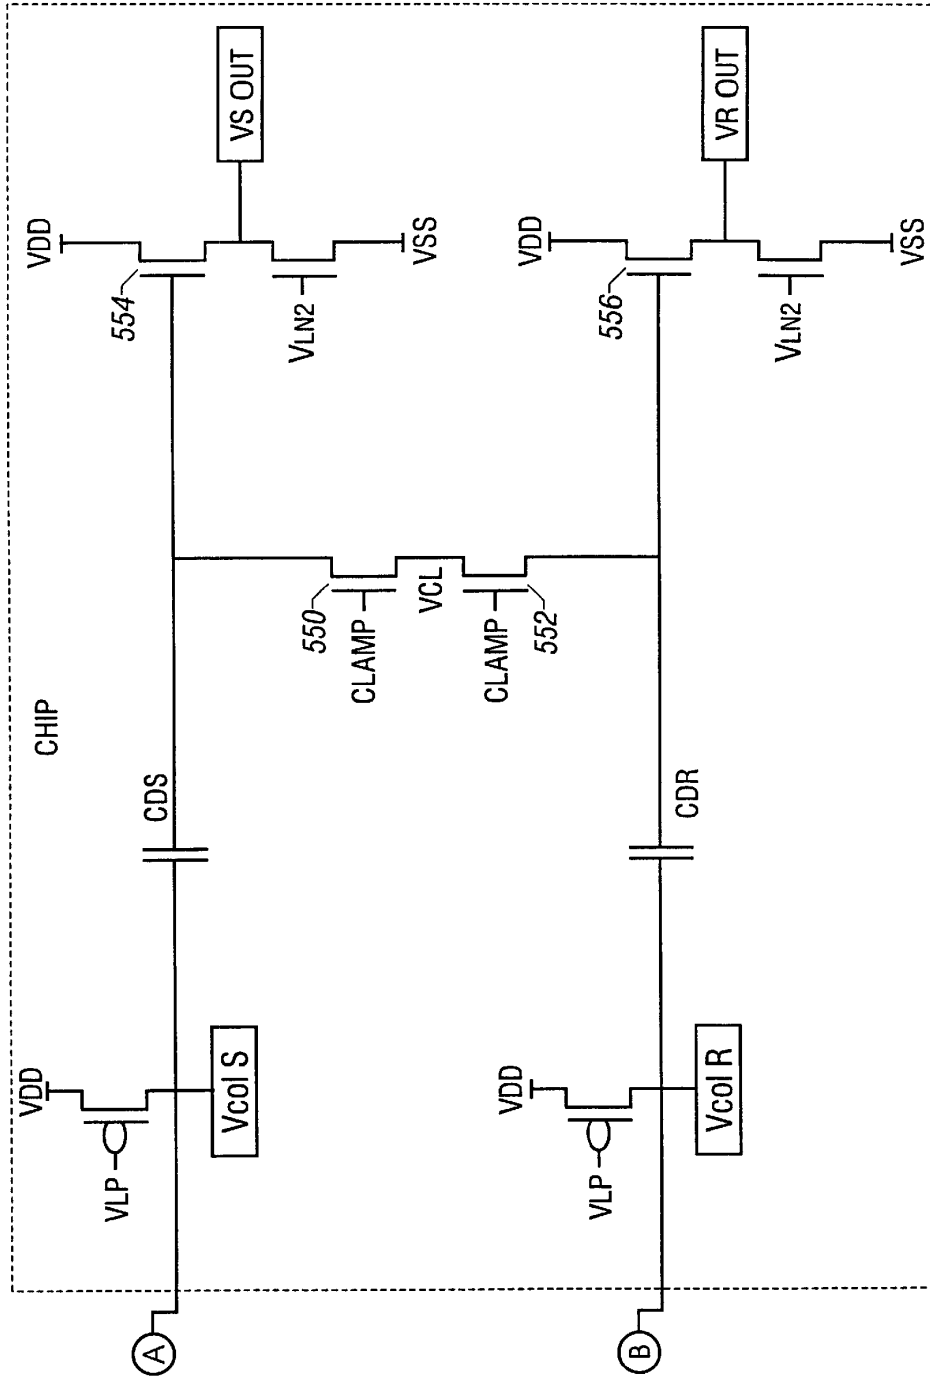 CHIP
VDD
VLP
Vcol S
A
CDS
VDD
554
VLN2
VSS
VS OUT
550
CLAMP
VCL
CLAMP
552
VDD
VLP
Vcol R
B
CDR
VDD
556
VLN2
VSS
VR OUT